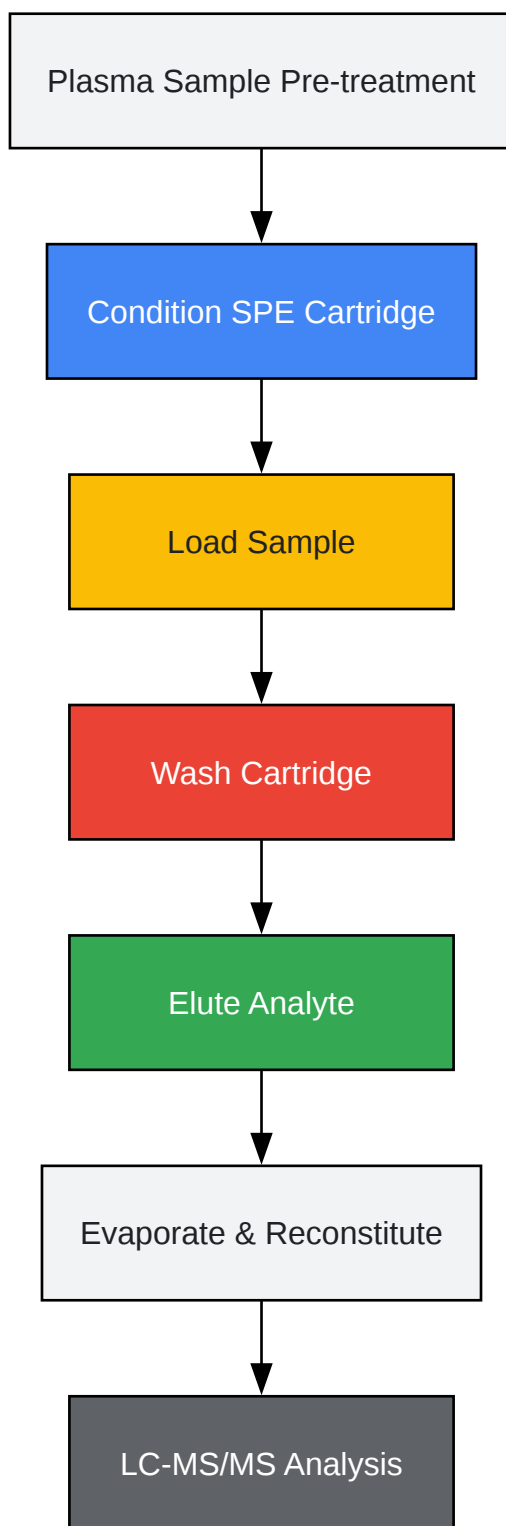 Plasma Sample Pre-treatment
Condition SPE Cartridge
Load Sample
Wash Cartridge
Elute Analyte
Evaporate & Reconstitute
LC-MS/MS Analysis